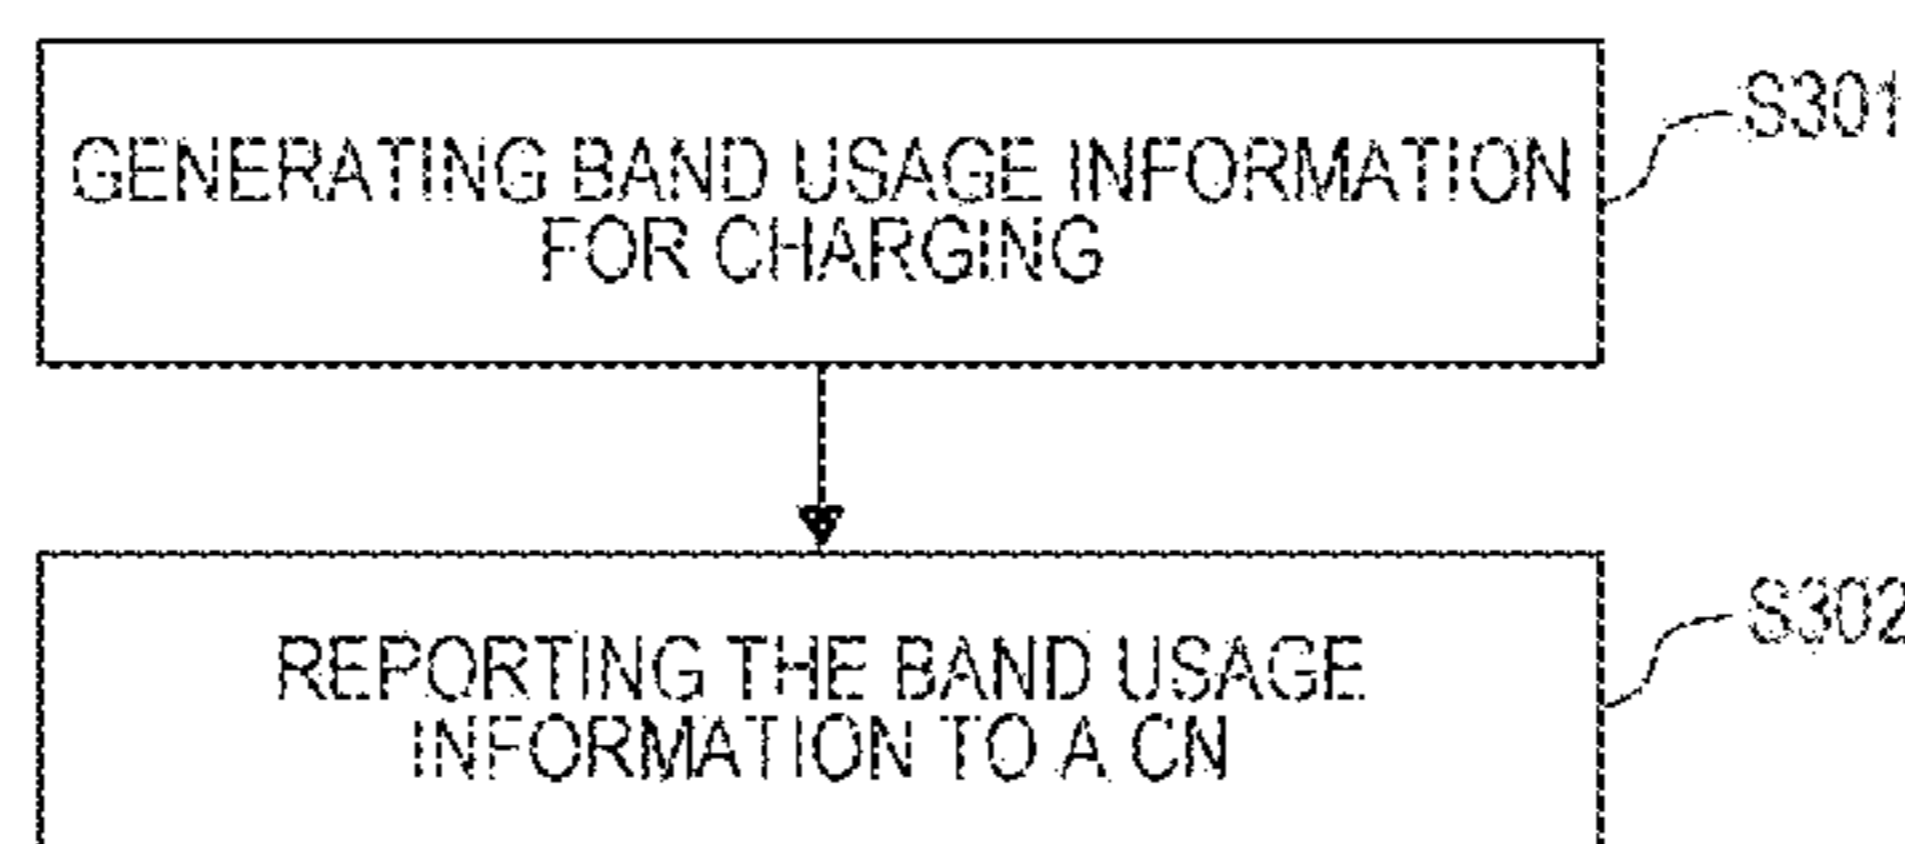 GENERATING BAND USAGE INFORMATION
FOR CHARGING
S301
REPORTING THE BAND USAGE
INFORMATION TO A CN
S302